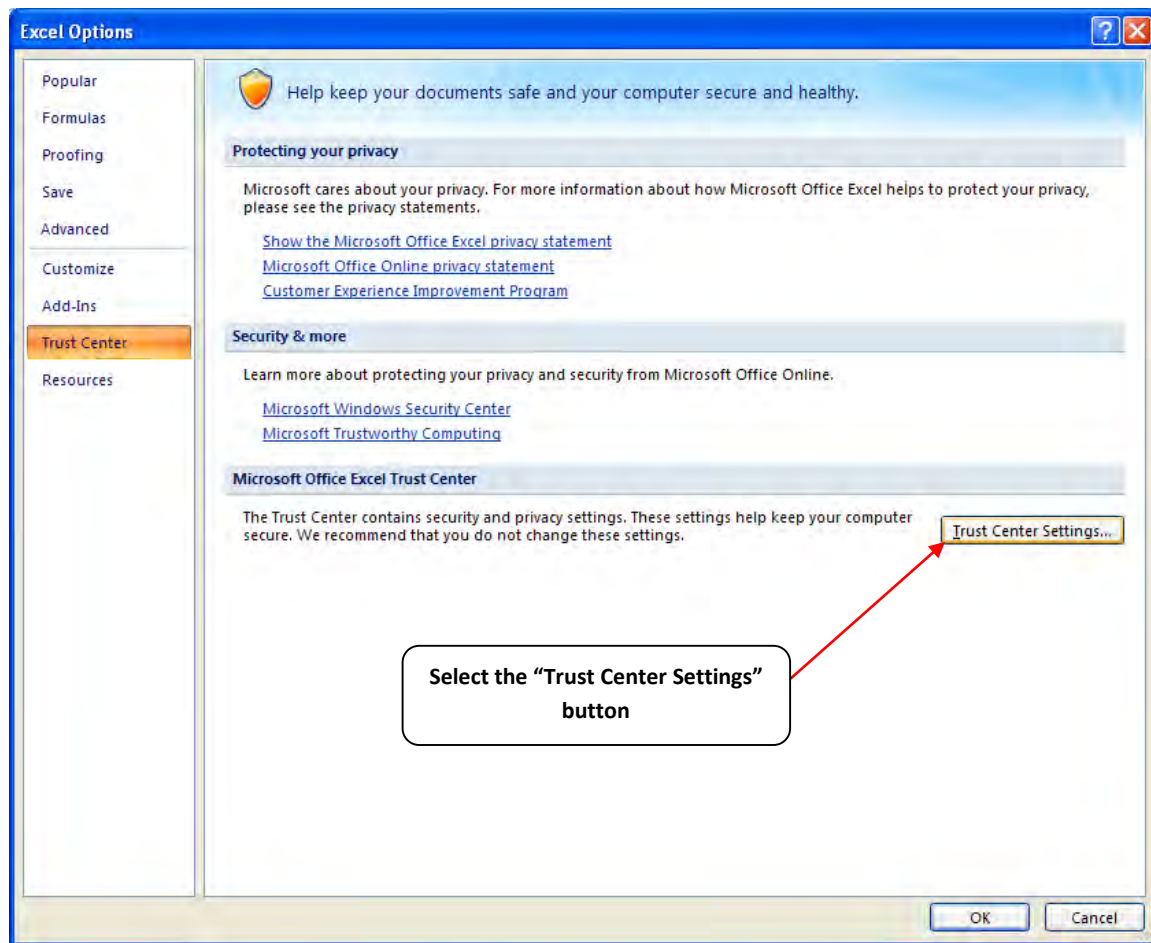 Excel Options
Popular
Formulas
Proofing
Save
Advanced
Customize
Add-Ins
Trust Center
Resources
Help keep your documents safe and your computer secure and healthy.
Protecting your privacy
Microsoft cares about your privacy. For more information about how Microsoft Office Excel helps to protect your privacy,
please see the privacy statements.
Show the Microsoft Office Excel privacy statement
Microsoft Office Online privacy statement
Customer Experience Improvement Program
Security & more
Learn more about protecting your privacy and security from Microsoft Office Online.
Microsoft Windows Security Center
Microsoft Trustworthy Computing
Microsoft Office Excel Trust Center
The Trust Center contains security and privacy settings. These settings help keep your computer
secure. We recommend that you do not change these settings.
Trust Center Settings...
Select the “Trust Center Settings”
button
OK
Cancel